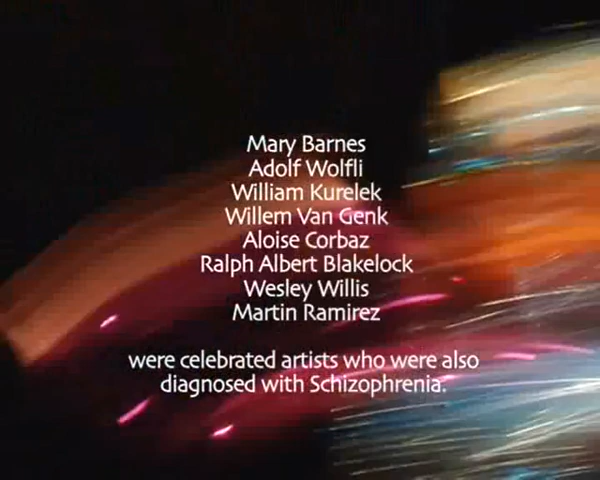 Mary Barnes
Adolf Wolfli
William Kurelek
Willem Van Genk
Aloise Corbaz
Ralph Albert Blakelock
Wesley Willis
Martin Ramirez
were celebrated artists who were also
diagnosed with Schizophrenia.